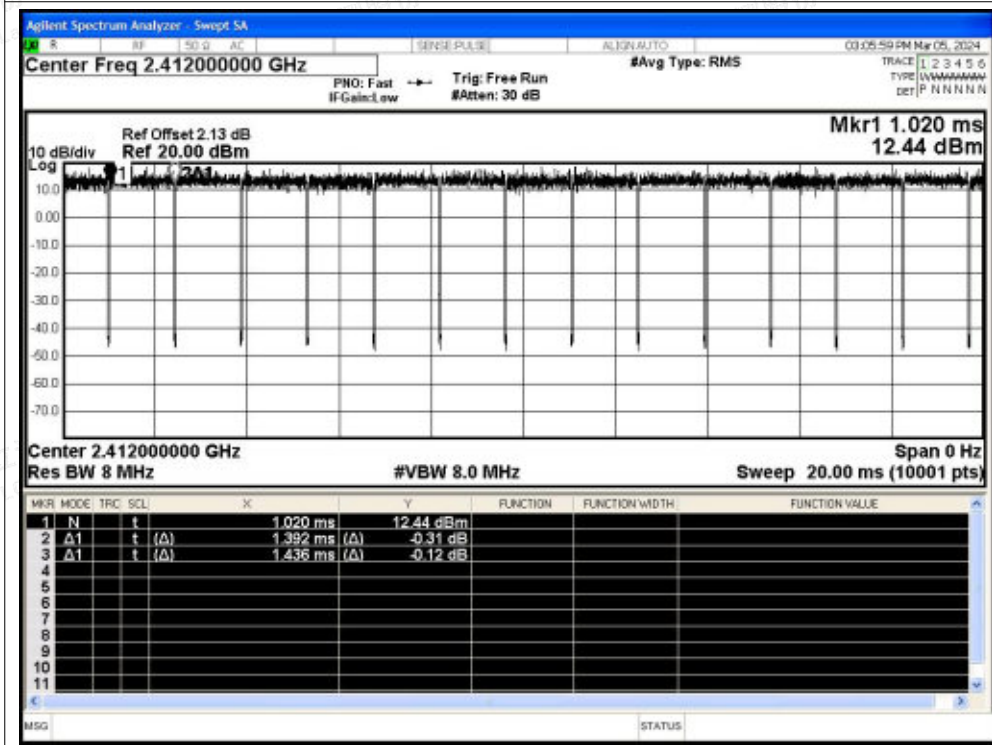 Agilent Spectrum Analyzer - Swept SA
R RF 50 Ω AC SENSE:PULSE ALIGN AUTO 03:05:59 PM Mar 05, 2024
Center Freq 2.412000000 GHz #Avg Type: RMS TRACE 1 2 3 4 5 6
PNO: Fast Trig: Free Run TYPE
IFGain:Low #Atten: 30 dB DET P N N N N N
Mkr1 1.020 ms
Ref Offset 2.13 dB
10 dB/div Ref 20.00 dBm 12.44 dBm
Log
1 2Δ1
10.0
0.00
-10.0
-20.0
-30.0
-40.0
-50.0
-60.0
-70.0
Center 2.412000000 GHz Span 0 Hz
Res BW 8 MHz #VBW 8.0 MHz Sweep 20.00 ms (10001 pts)
MKR MODE TRC SCL X Y FUNCTION FUNCTION WIDTH FUNCTION VALUE
1 N t 1.020 ms 12.44 dBm
2 Δ1 t (Δ) 1.392 ms (Δ) -0.31 dB
3 Δ1 t (Δ) 1.436 ms (Δ) -0.12 dB
4
5
6
7
8
9
10
11
MSG STATUS